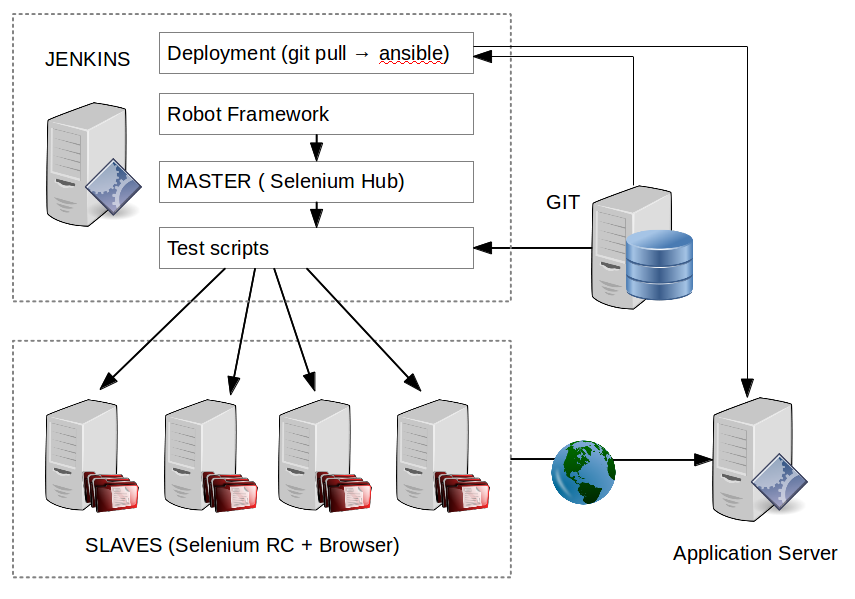 JENKINS
Deployment (git pull → ansible)
Robot Framework
MASTER ( Selenium Hub)
GIT
Test scripts
SLAVES (Selenium RC + Browser)
Application Server